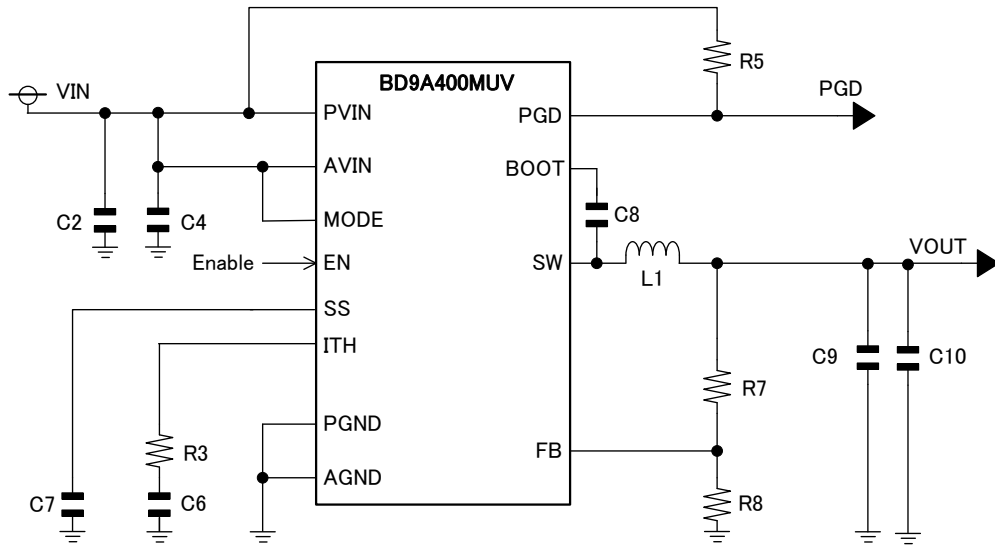 BD9A400MUV
VIN
R5
PGD
PVIN
PGD
AVIN
BOOT
C2
C4
MODE
C8
VOUT
Enable
EN
SW
L1
SS
ITH
C9
C10
R7
PGND
R3
FB
AGND
C7
C6
R8